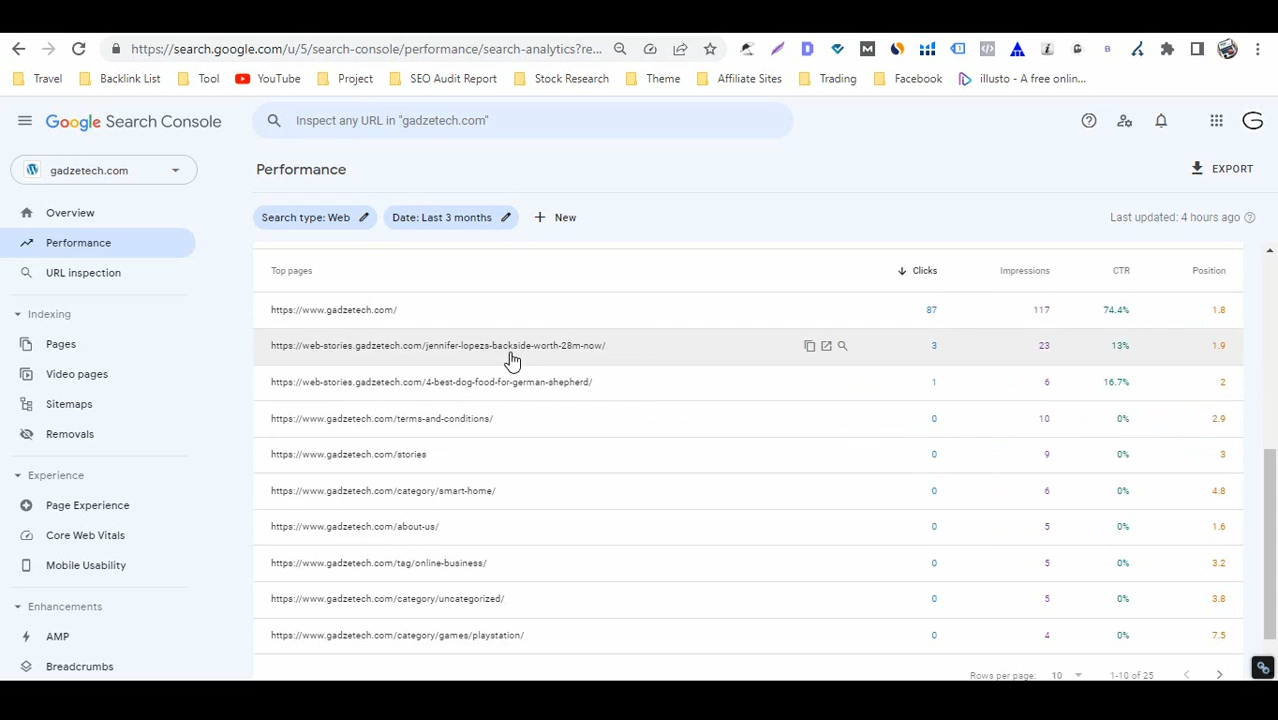 https://search.google.com/u/5/search-console/performance/search-analytics?re...
Travel Backlink List Tool YouTube Project SEO Audit Report Stock Research Theme Affiliate Sites Trading Facebook illusto - A free onlin...
Google Search Console
Inspect any URL in "gadzetech.com"
gadzetech.com
Performance
EXPORT
Search type: Web
Date: Last 3 months
New
Last updated: 4 hours ago
Overview
Performance
URL inspection
Indexing
Pages
Video pages
Sitemaps
Removals
Experience
Page Experience
Core Web Vitals
Mobile Usability
Enhancements
AMP
Breadcrumbs
Top pages Clicks Impressions CTR Position
https://www.gadzetech.com/ 87 117 74.4% 1.8
https://web-stories.gadzetech.com/jennifer-lopezs-backside-worth-28m-now/ 3 23 13% 1.9
https://web-stories.gadzetech.com/4-best-dog-food-for-german-shepherd/ 1 6 16.7% 2
https://www.gadzetech.com/terms-and-conditions/ 0 10 0% 2.9
https://www.gadzetech.com/stories 0 9 0% 3
https://www.gadzetech.com/category/smart-home/ 0 6 0% 4.8
https://www.gadzetech.com/about-us/ 0 5 0% 1.6
https://www.gadzetech.com/tag/online-business/ 0 5 0% 3.2
https://www.gadzetech.com/category/uncategorized/ 0 5 0% 3.8
https://www.gadzetech.com/category/games/playstation/ 0 4 0% 7.5
Rows per page: 10 1-10 of 25